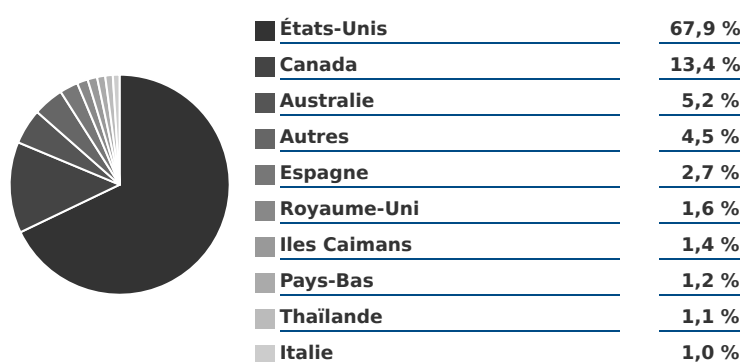 États-Unis 67,9 %
Canada 13,4 %
Australie 5,2 %
Autres 4,5 %
Espagne 2,7 %
Royaume-Uni 1,6 %
Iles Caimans 1,4 %
Pays-Bas 1,2 %
Thaïlande 1,1 %
Italie 1,0 %